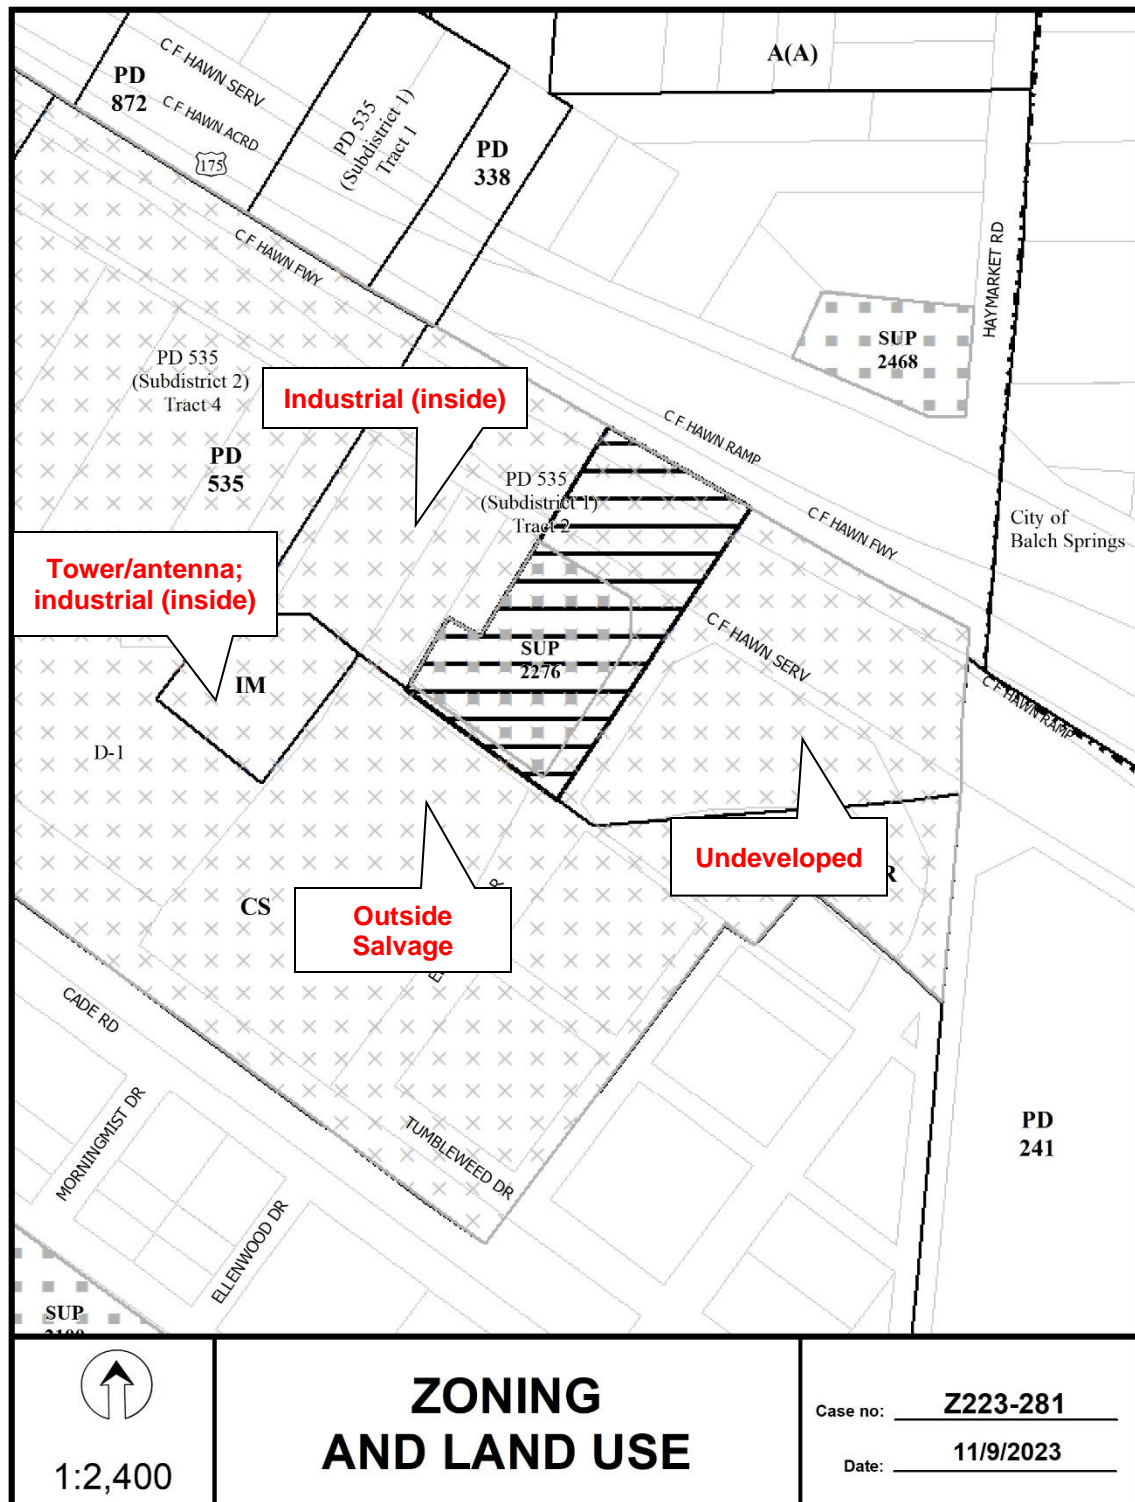 A(A)
C F HAWN SERV
PD
872
C F HAWN ACRD
175
PD 535
(Subdistrict 1)
Tract 1
PD
338
C F HAWN FWY
HAYMARKET RD
SUP
2468
PD 535
(Subdistrict 2)
Tract 4
Industrial (inside)
C F HAWN RAMP
PD
535
PD 535
(Subdistrict 1)
Tract 2
C F HAWN FWY
City of
Balch Springs
Tower/antenna;
industrial (inside)
C F HAWN SERV
SUP
2276
IM
C F HAWN RAMP
D-1
Undeveloped
R
CS
Outside
Salvage
CADE RD
MORNINGMIST DR
TUMBLEWEED DR
PD
241
ELLENWOOD DR
SUP
1:2,400
ZONING
AND LAND USE
Case no: Z223-281
Date: 11/9/2023